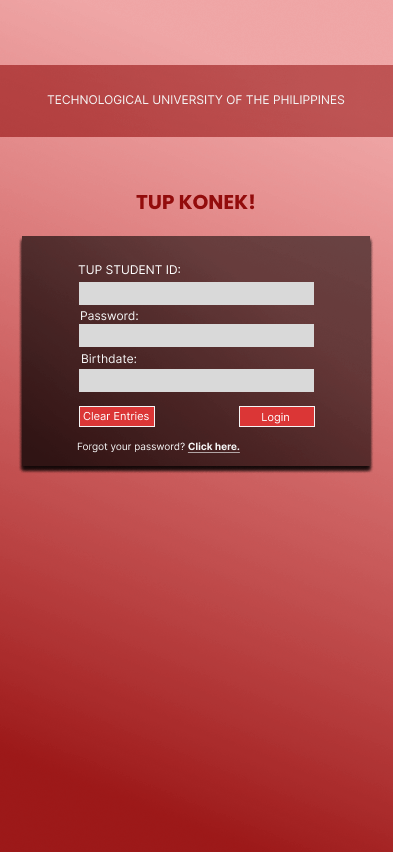 TECHNOLOGICAL UNIVERSITY OF THE PHILIPPINES
TUP KONEK!
TUP STUDENT ID:
Password:
Birthdate:
Clear Entries
Login
Forgot your password? Click here.